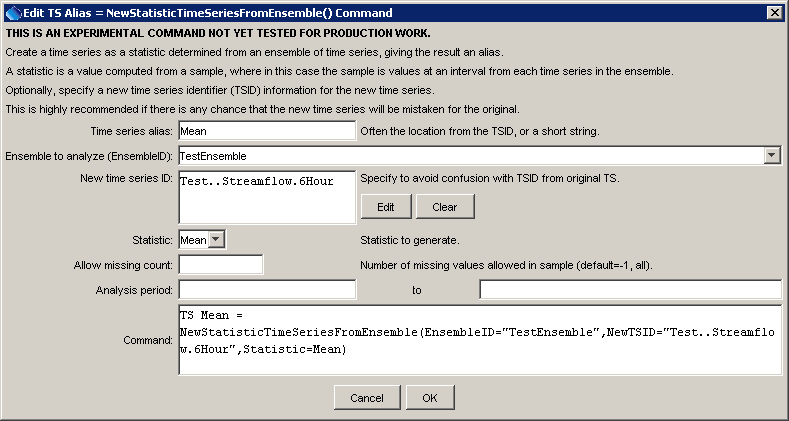 Edit TS Alias = NewStatisticTimeSeriesFromEnsemble() Command
THIS IS AN EXPERIMENTAL COMMAND NOT YET TESTED FOR PRODUCTION WORK.
Create a time series as a statistic determined from an ensemble of time series, giving the result an alias.
A statistic is a value computed from a sample, where in this case the sample is values at an interval from each time series in the ensemble.
Optionally, specify a new time series identifier (TSID) information for the new time series.
This is highly recommended if there is any chance that the new time series will be mistaken for the original.
Time series alias: Mean Often the location from the TSID, or a short string.
Ensemble to analyze (EnsembleID): TestEnsemble
New time series ID: Test..Streamflow.6Hour Specify to avoid confusion with TSID from original TS.
Edit Clear
Statistic: Mean Statistic to generate.
Allow missing count: Number of missing values allowed in sample (default=-1, all).
Analysis period: to
Command: TS Mean =
NewStatisticTimeSeriesFromEnsemble(EnsembleID="TestEnsemble",NewTSID="Test..Streamflo
w.6Hour",Statistic=Mean)
Cancel OK